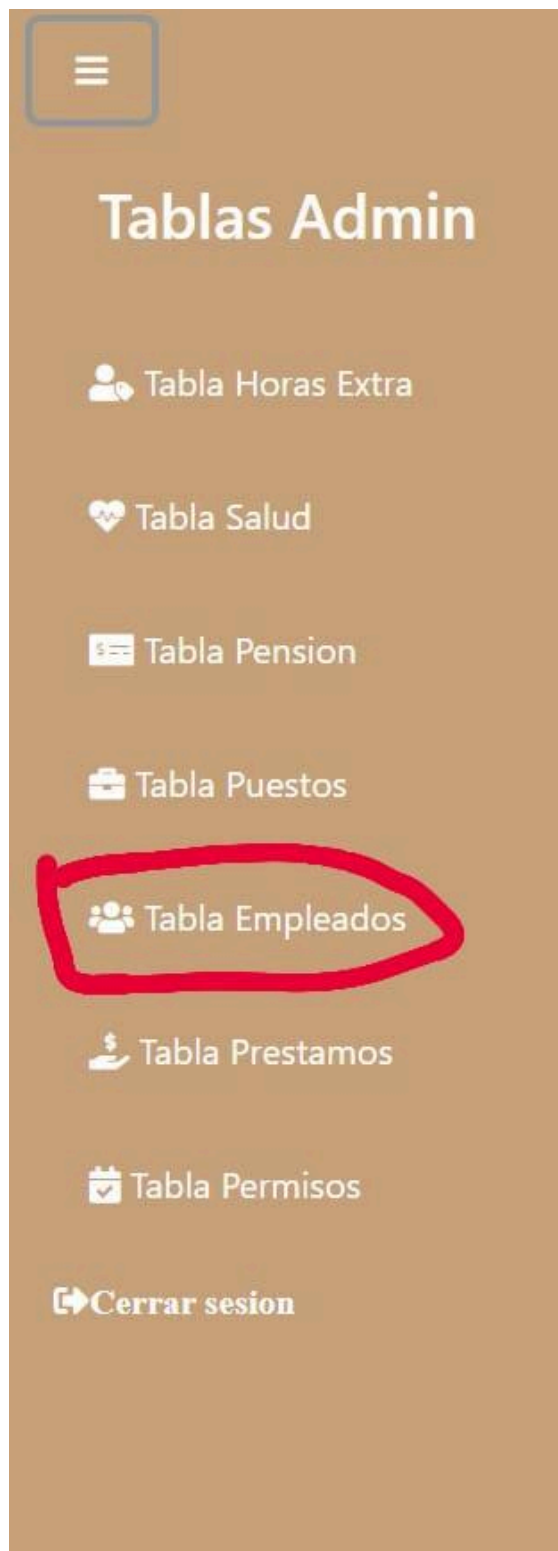 Tablas Admin
Tabla Horas Extra
Tabla Salud
Tabla Pension
Tabla Puestos
Tabla Empleados
Tabla Prestamos
Tabla Permisos
Cerrar sesion